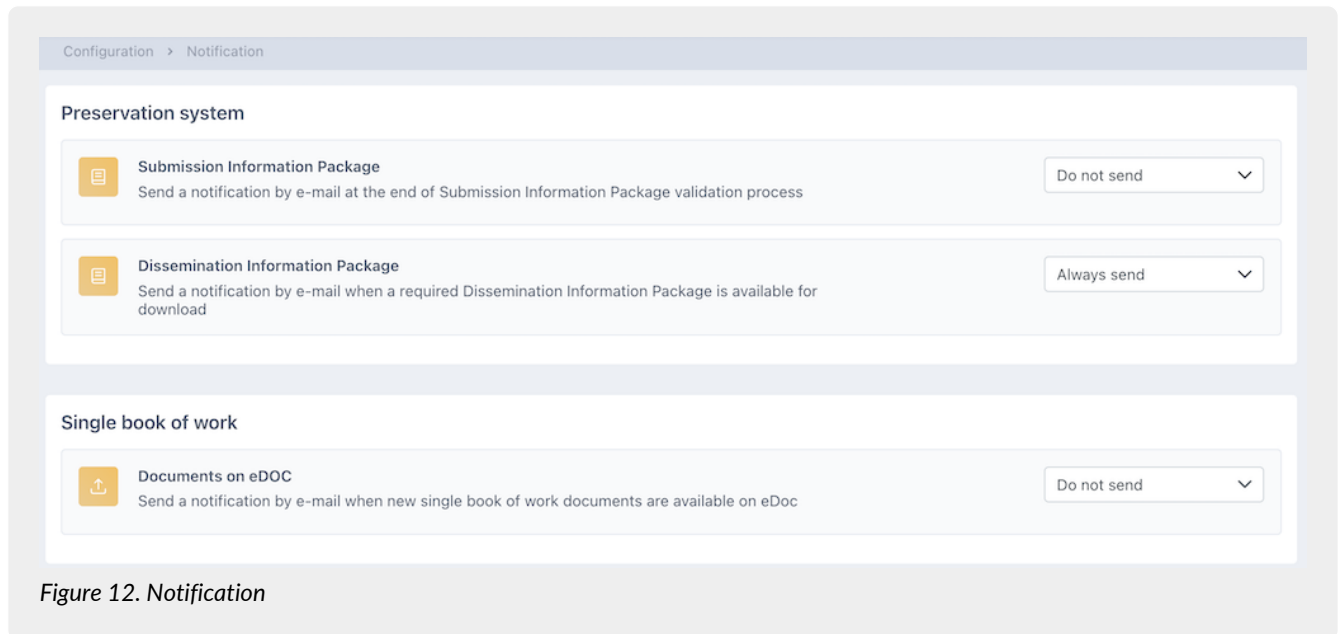 Configuration > Notification
Preservation system
Submission Information Package
Do not send
Send a notification by e-mail at the end of Submission Information Package validation process
Dissemination Information Package
Always send
Send a notification by e-mail when a required Dissemination Information Package is available for
download
Single book of work
Documents on eDOC
Do not send
Send a notification by e-mail when new single book of work documents are available on eDoc
Figure 12. Notification